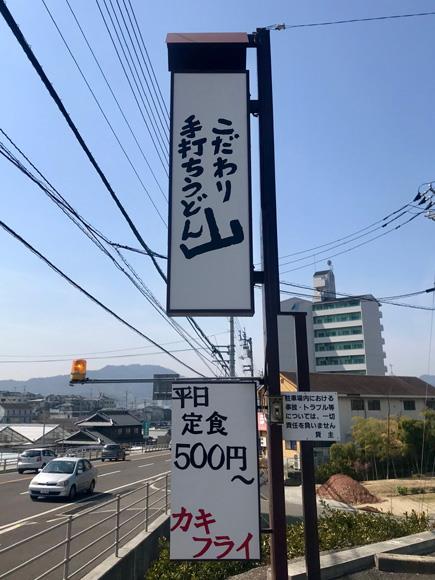 こだわり
手打ちうどん
山
平日
定食
500円
～
カキ
フライ
駐車場内における
事故・トラブル等
については、一切
責任を負いません
貸主